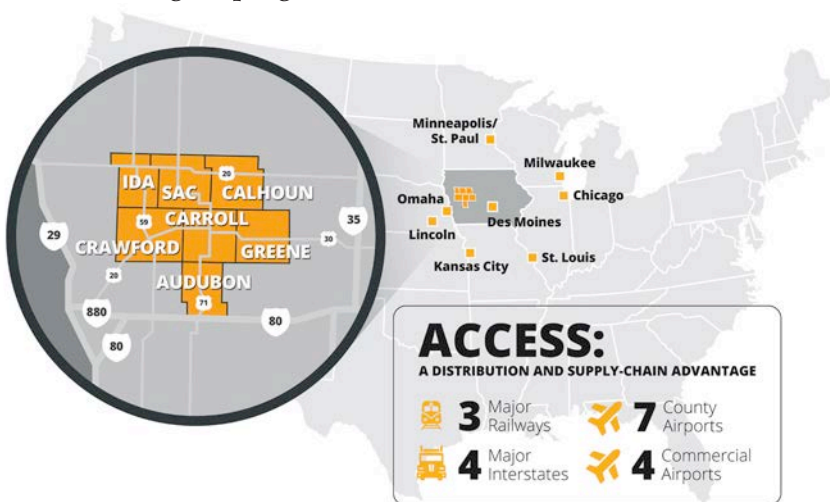 Minneapolis/
St. Paul
Milwaukee
Chicago
Omaha
Des Moines
Lincoln
Kansas City
St. Louis
20
IDA
SAC
CALHOUN
59
CARROLL
35
29
CRAWFORD
30
GREENE
20
AUDUBON
71
880
80
80
ACCESS:
A DISTRIBUTION AND SUPPLY-CHAIN ADVANTAGE
3 Major
Railways
7 County
Airports
4 Major
Interstates
4 Commercial
Airports